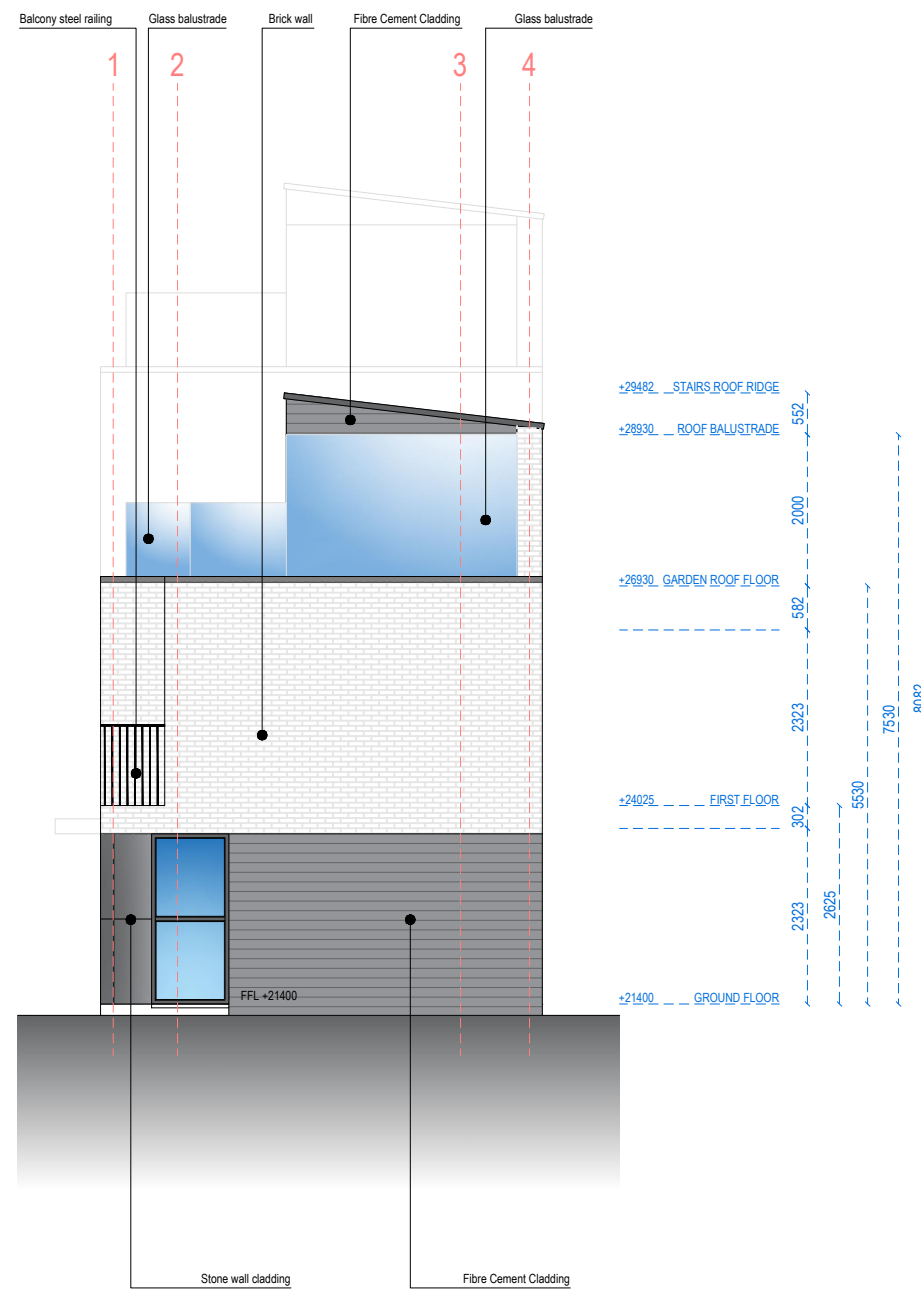 Balcony steel railing
Glass balustrade
Brick wall
Fibre Cement Cladding
Glass balustrade
1
2
3
4
+29482 STAIRS ROOF RIDGE
552
+28930 ROOF BALUSTRADE
2000
+26930 GARDEN ROOF FLOOR
582
2323
7530
8082
5530
+24025 FIRST FLOOR
302
2323
2625
FFL +21400
+21400 GROUND FLOOR
Stone wall cladding
Fibre Cement Cladding